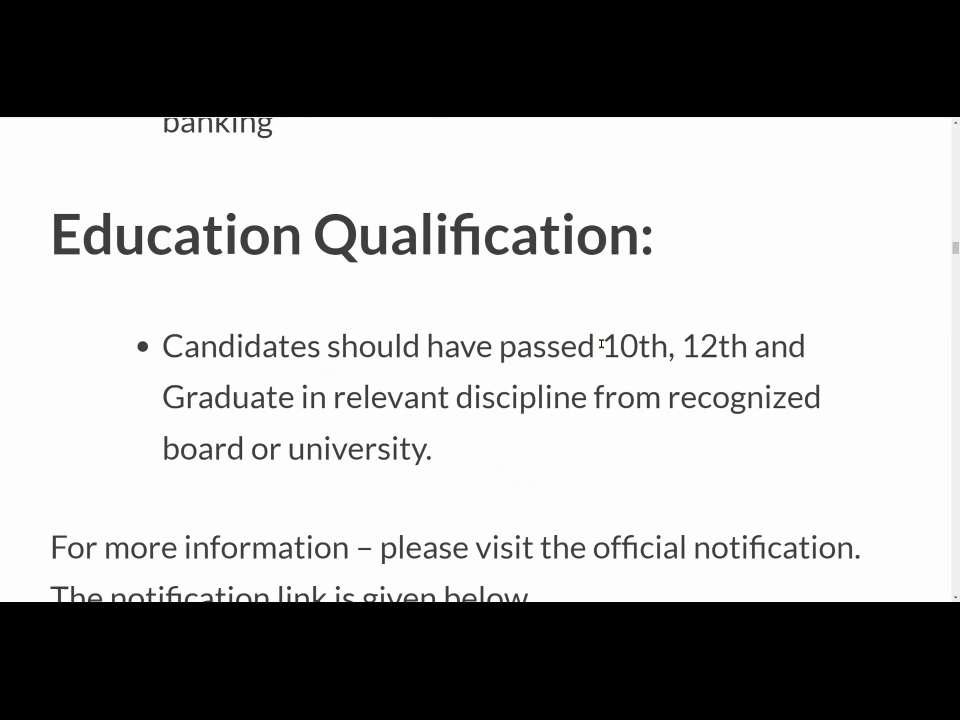 banking
Education Qualification:
• Candidates should have passed 10th, 12th and
Graduate in relevant discipline from recognized
board or university.
For more information – please visit the official notification.
The notification link is given below